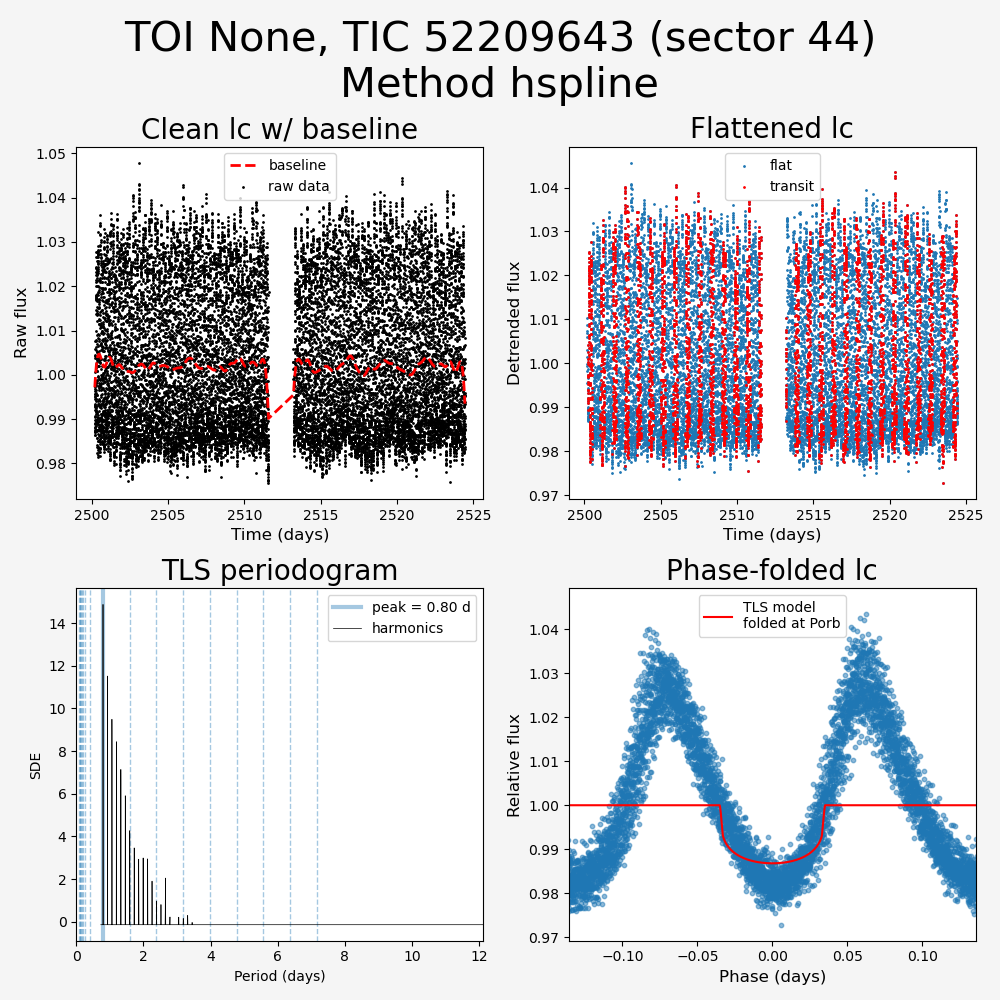 TOI None, TIC 52209643 (sector 44)
Method hspline
Clean lc w/ baseline
Flattened lc
baseline
raw data
flat
transit
1.05
1.04
1.03
1.02
1.01
1.00
0.99
0.98
Raw flux
2500
2505
2510
2515
2520
2525
Time (days)
1.04
1.03
1.02
1.01
1.00
0.99
0.98
0.97
Detrended flux
2500
2505
2510
2515
2520
2525
Time (days)
TLS periodogram
Phase-folded lc
peak = 0.80 d
harmonics
14
12
10
8
6
4
2
0
SDE
0
2
4
6
8
10
12
Period (days)
TLS model
folded at Porb
1.04
1.03
1.02
1.01
1.00
0.99
0.98
0.97
Relative flux
−0.10
−0.05
0.00
0.05
0.10
Phase (days)